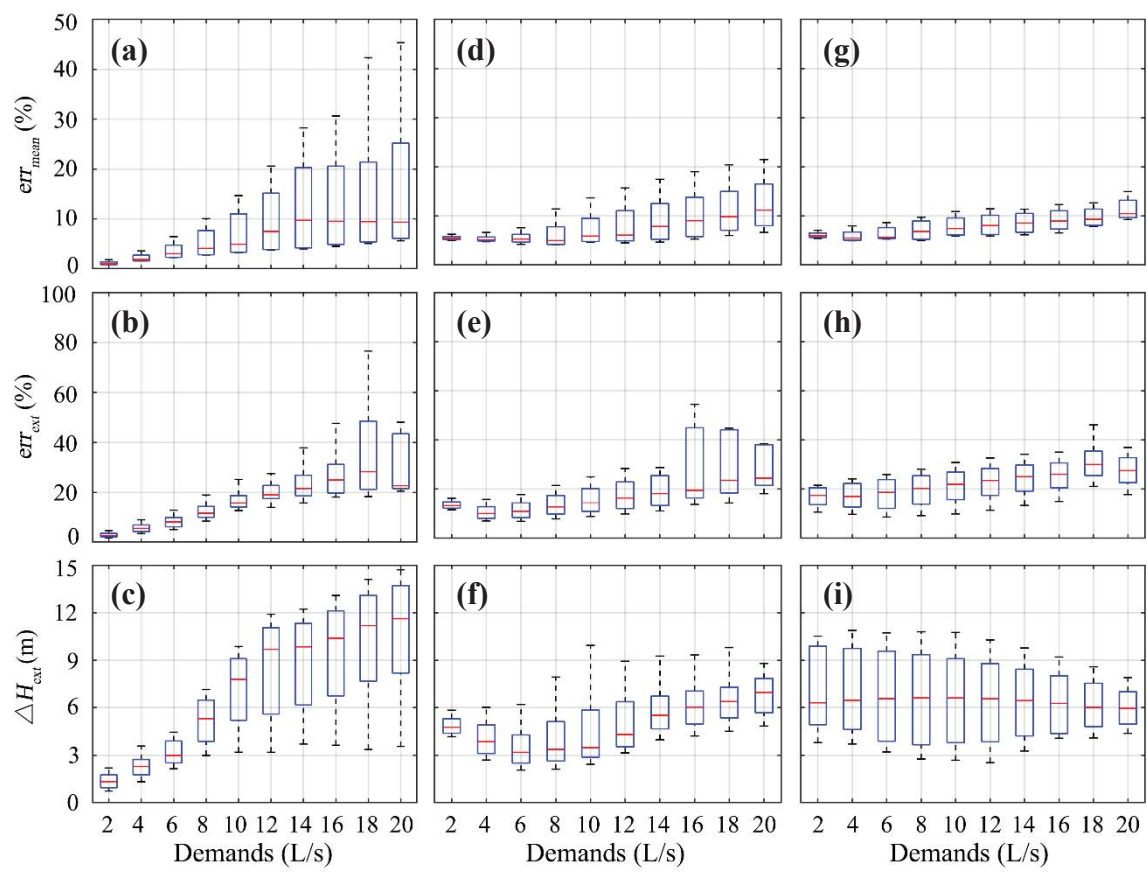 50
40
30
20
10
0
err_mean (%)
(a)
(d)
(g)
100
80
60
40
20
0
err_ext (%)
(b)
(e)
(h)
15
12
9
6
3
0
△H_ext (m)
(c)
(f)
(i)
2 4 6 8 10 12 14 16 18 20
2 4 6 8 10 12 14 16 18 20
2 4 6 8 10 12 14 16 18 20
Demands (L/s)
Demands (L/s)
Demands (L/s)